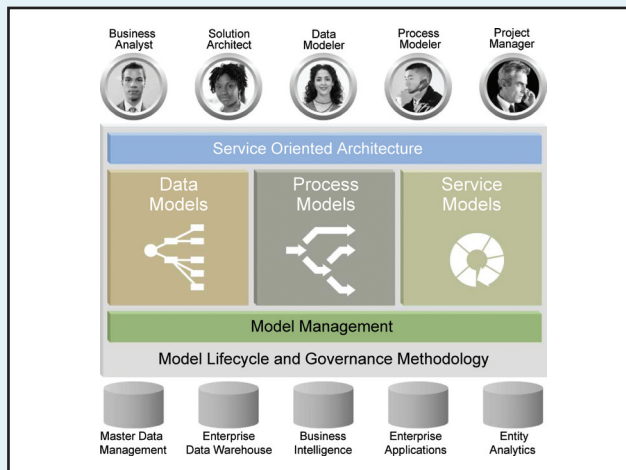 Business
Analyst
Solution
Architect
Data
Modeler
Process
Modeler
Project
Manager
Service Oriented Architecture
Data
Models
Process
Models
Service
Models
Model Management
Model Lifecycle and Governance Methodology
Master Data
Management
Enterprise
Data Warehouse
Business
Intelligence
Enterprise
Applications
Entity
Analytics